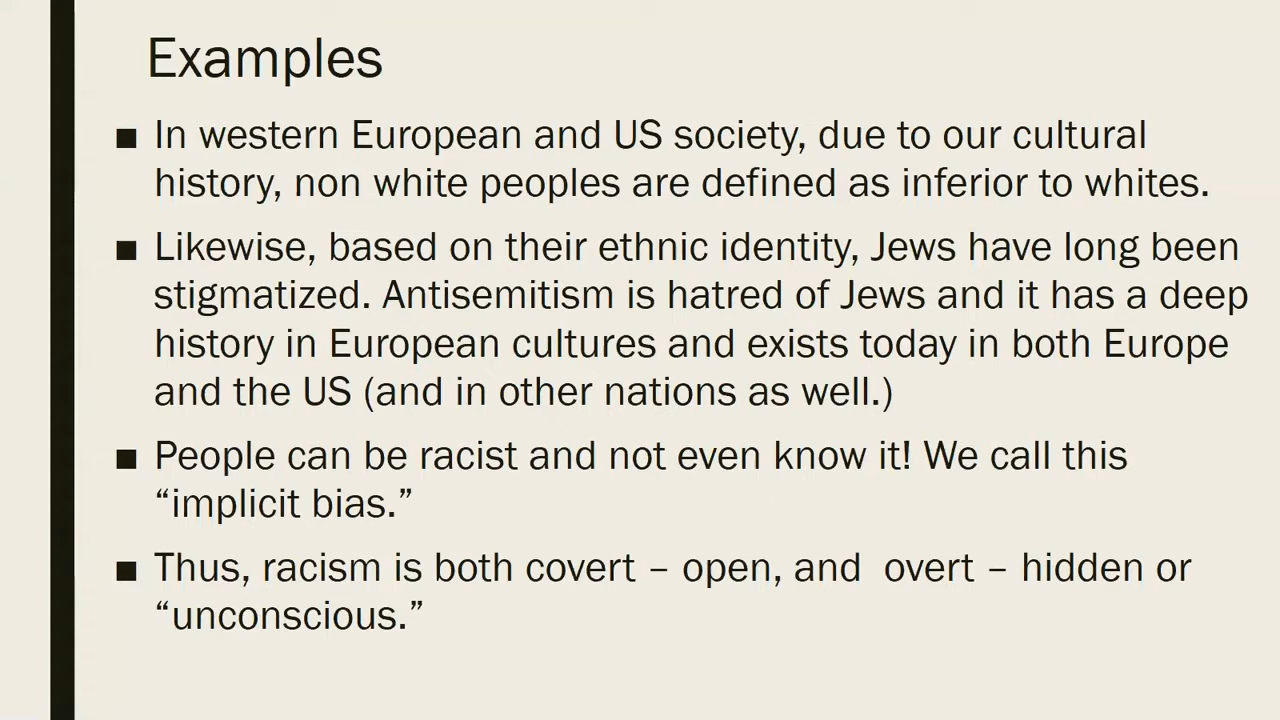 Examples
■ In western European and US society, due to our cultural
history, non white peoples are defined as inferior to whites.
■ Likewise, based on their ethnic identity, Jews have long been
stigmatized. Antisemitism is hatred of Jews and it has a deep
history in European cultures and exists today in both Europe
and the US (and in other nations as well.)
■ People can be racist and not even know it! We call this
“implicit bias.”
■ Thus, racism is both covert – open, and  overt – hidden or
“unconscious.”